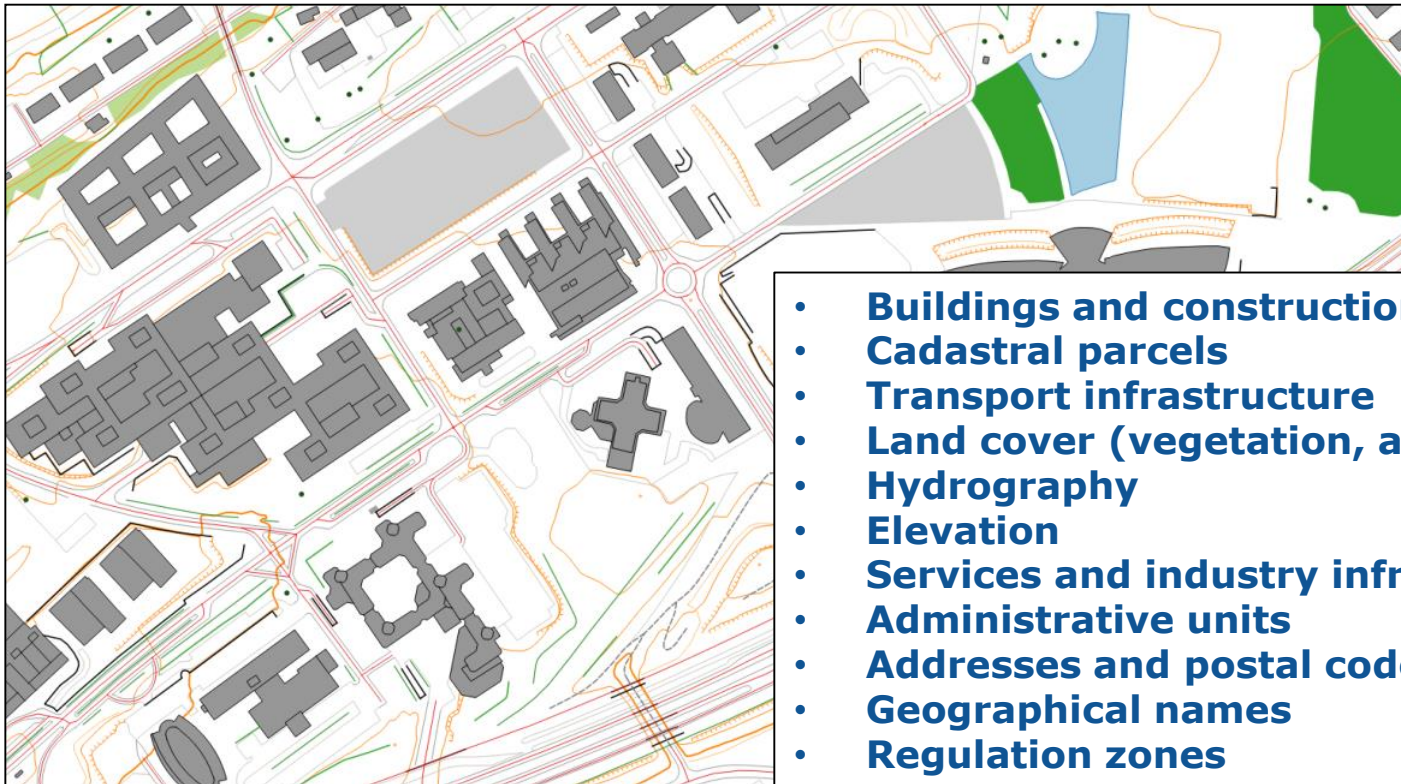 • Buildings and construction
• Cadastral parcels
• Transport infrastructure
• Land cover (vegetation, a
• Hydrography
• Elevation
• Services and industry infr
• Administrative units
• Addresses and postal code
• Geographical names
• Regulation zones